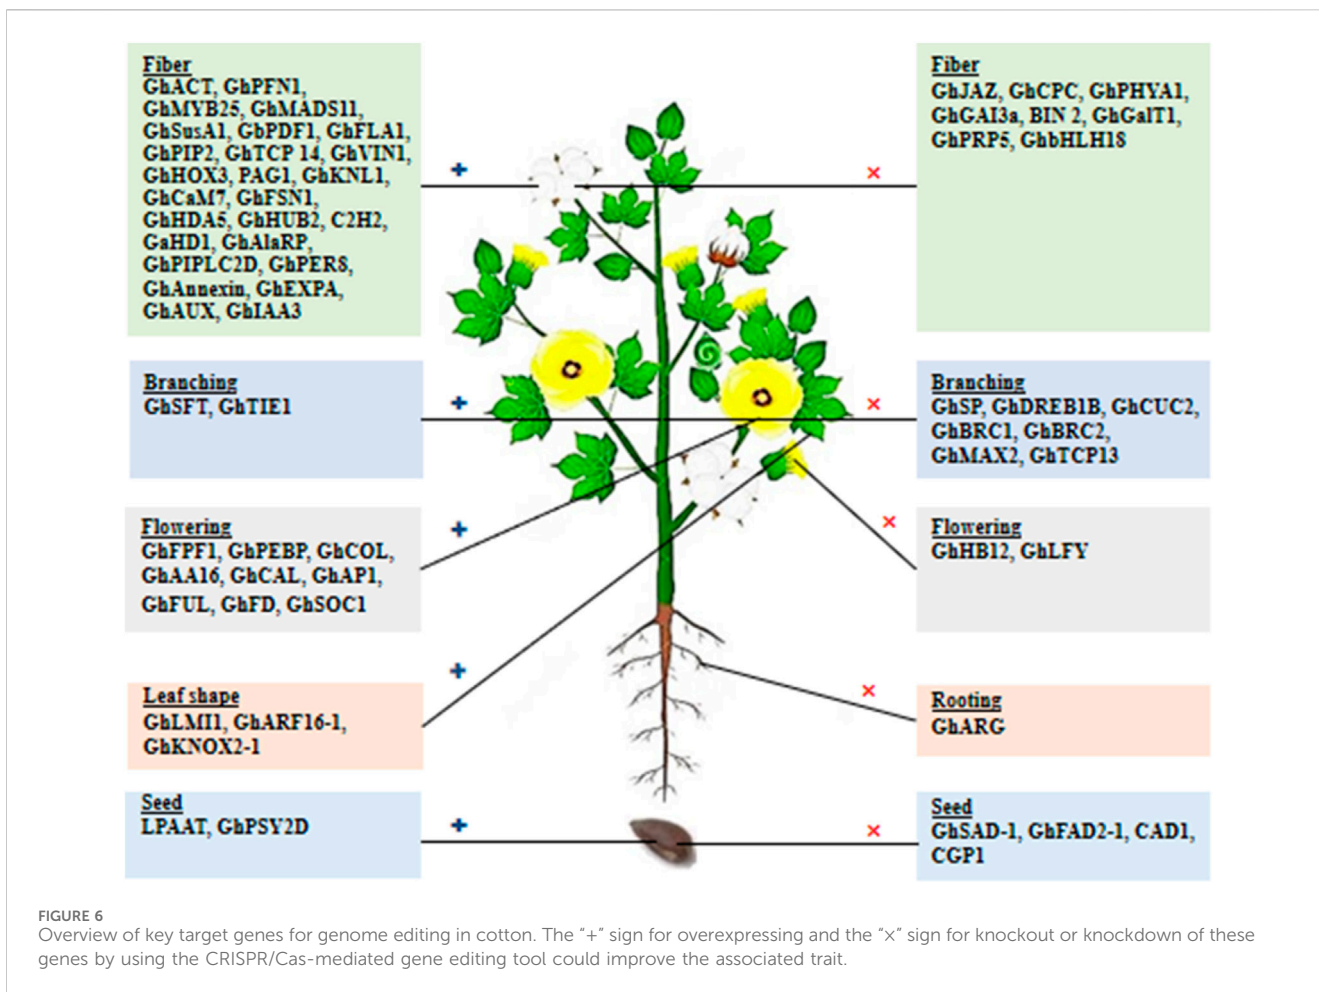 Fiber
GhACT, GhPFN1,
GhMYB25, GhMADS11,
GhSusA1, GbPDF1, GhFLA1,
GhPIP2, GhTCP 14, GhVIN1,
GhHOX3, PAG1, GhKNL1,
GhCaM7, GhFSN1,
GhHDA5, GhHUB2, C2H2,
GaHD1, GhAlaRP,
GhPIPLC2D, GhPER8,
GhAnnexin, GhEXPA,
GhAUX, GhIAA3
+
×
Fiber
GhJAZ, GhCPC, GhPHYA1,
GhGAI3a, BIN 2, GhGalT1,
GhPRP5, GhbHLH18
Branching
GhSFT, GhTIE1
+
×
Branching
GhSP, GhDREB1B, GhCUC2,
GhBRC1, GhBRC2,
GhMAX2, GhTCP13
Flowering
GhFPF1, GhPEBP, GhCOL,
GhAA16, GhCAL, GhAP1,
GhFUL, GhFD, GhSOC1
+
×
Flowering
GhHB12, GhLFY
Leaf shape
GhLMI1, GhARF16-1,
GhKNOX2-1
+
×
Rooting
GhARG
Seed
LPAAT, GhPSY2D
+
×
Seed
GhSAD-1, GhFAD2-1, CAD1,
CGP1
FIGURE 6
Overview of key target genes for genome editing in cotton. The "+" sign for overexpressing and the "×" sign for knockout or knockdown of these
genes by using the CRISPR/Cas-mediated gene editing tool could improve the associated trait.